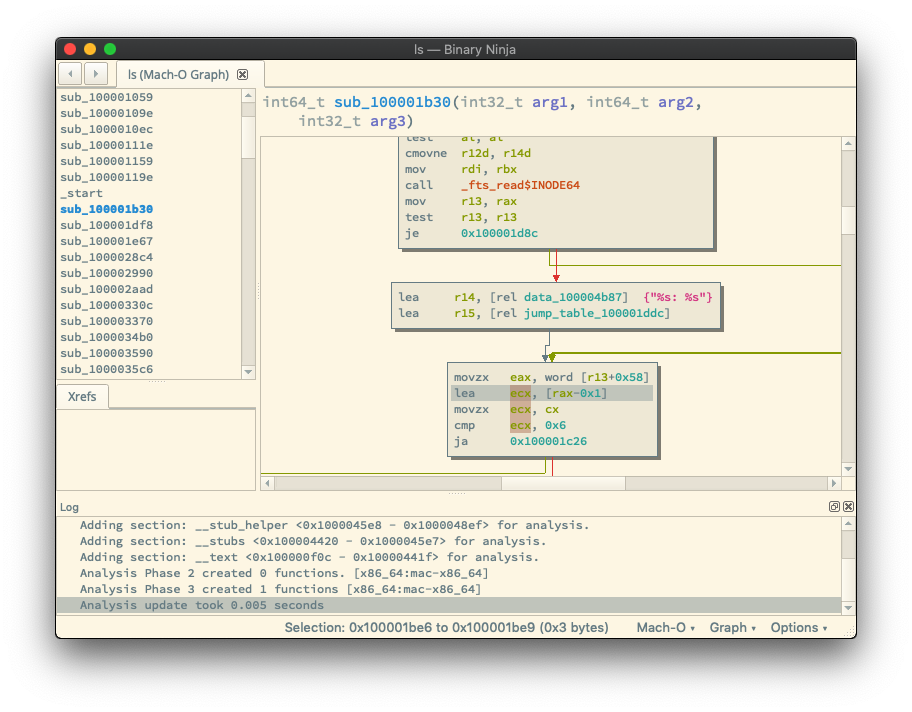 ls — Binary Ninja
ls (Mach-O Graph)
sub_100001059
sub_10000109e
sub_1000010ec
sub_10000111e
sub_100001159
sub_10000119e
_start
sub_100001b30
sub_100001df8
sub_100001e67
sub_1000028c4
sub_100002990
sub_100002aad
sub_10000330c
sub_100003370
sub_1000034b0
sub_100003590
sub_1000035c6
Xrefs
int64_t sub_100001b30(int32_t arg1, int64_t arg2,
int32_t arg3)
test al, al
cmovne r12d, r14d
mov rdi, rbx
call _fts_read$INODE64
mov r13, rax
test r13, r13
je 0x100001d8c
lea r14, [rel data_100004b87] {"%s: %s"}
lea r15, [rel jump_table_100001ddc]
movzx eax, word [r13+0x58]
lea ecx, [rax-0x1]
movzx ecx, cx
cmp ecx, 0x6
ja 0x100001c26
Log
Adding section: __stub_helper <0x1000045e8 - 0x1000048ef> for analysis.
Adding section: __stubs <0x100004420 - 0x1000045e7> for analysis.
Adding section: __text <0x100000f0c - 0x10000441f> for analysis.
Analysis Phase 2 created 0 functions. [x86_64:mac-x86_64]
Analysis Phase 3 created 1 functions [x86_64:mac-x86_64]
Analysis update took 0.005 seconds
Selection: 0x100001be6 to 0x100001be9 (0x3 bytes) Mach-O Graph Options